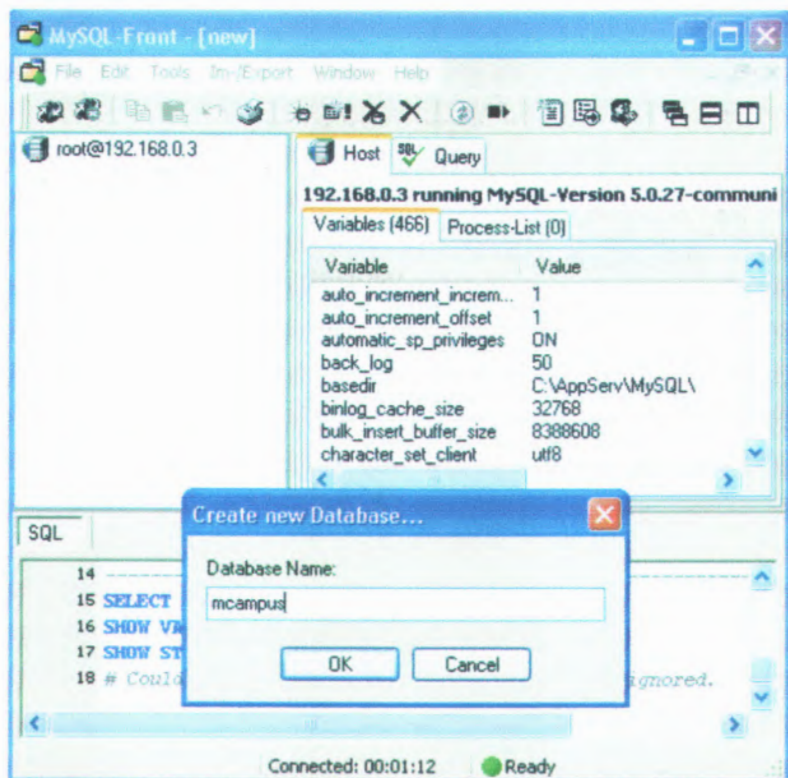 MySQL-Front - [new]
File Edit Tools Im-/Export Window Help
root@192.168.0.3
Host SQL Query
192.168.0.3 running MySQL-Version 5.0.27-communi
Variables (466) Process-List (0)
Variable Value
auto_increment_increm... 1
auto_increment_offset 1
automatic_sp_privileges ON
back_log 50
basedir C:\AppServ\MySQL\
binlog_cache_size 32768
bulk_insert_buffer_size 8388608
character_set_client utf8
Create new Database...
SQL
Database Name:
mcampus
OK Cancel
14
15 SELECT
16 SHOW VA
17 SHOW ST
18 # Could ignored.
Connected: 00:01:12 Ready